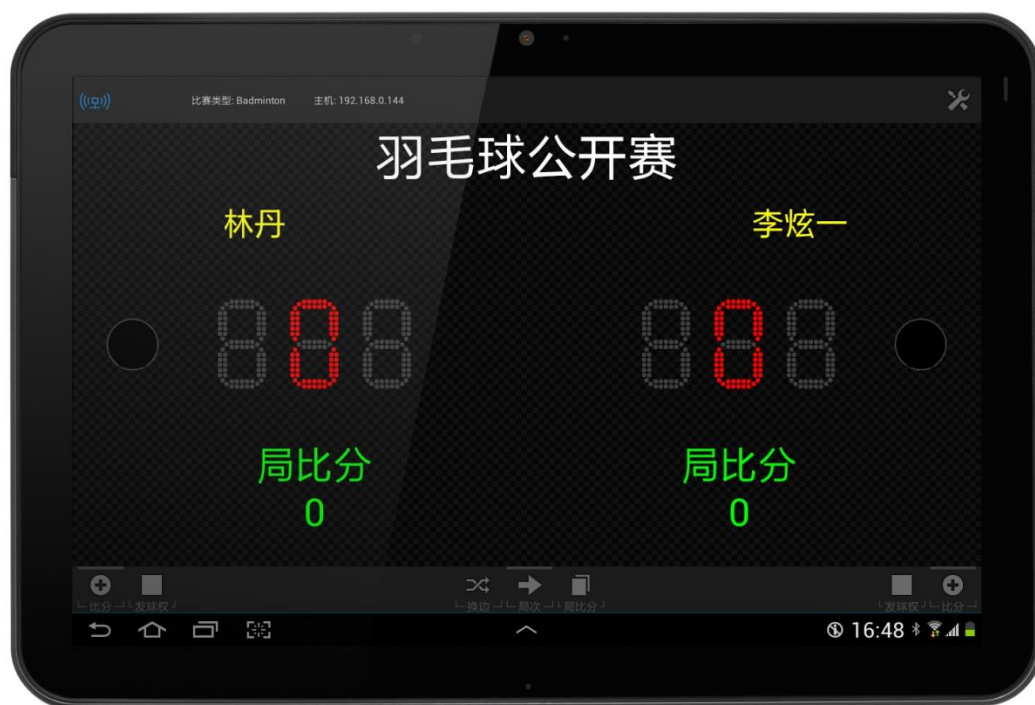 比赛类型: Badminton 主机: 192.168.0.144
羽毛球公开赛
林丹 李炫一
0 0
局比分 局比分
0 0
比分 发球权 换边 局次 局比分 发球权 比分
16:48